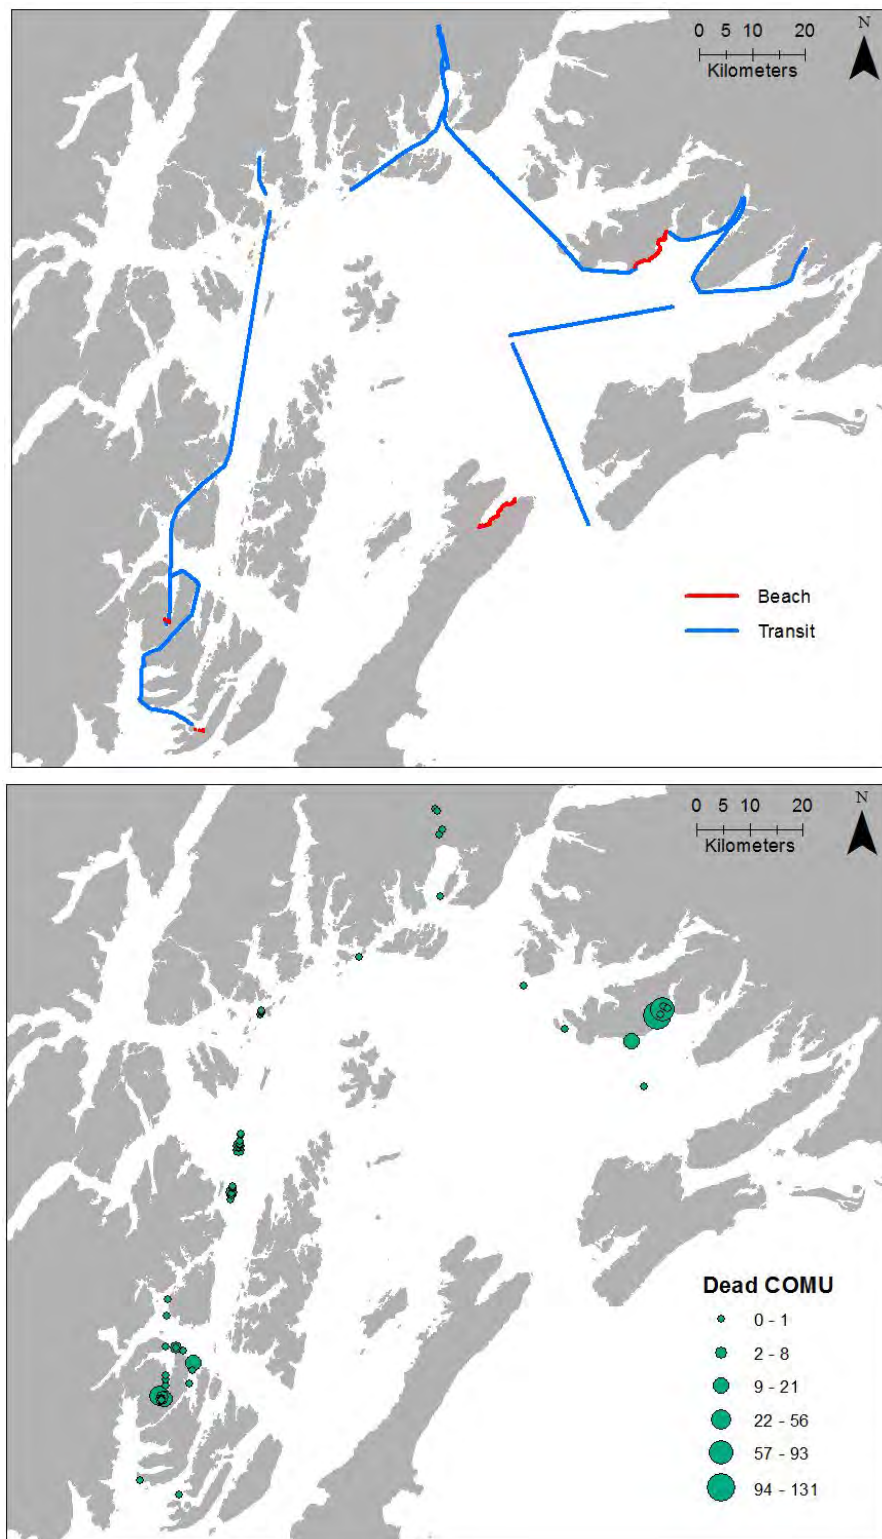 N
0 5 10 20
Kilometers
Beach
Transit
N
0 5 10 20
Kilometers
Dead COMU
0 - 1
2 - 8
9 - 21
22 - 56
57 - 93
94 - 131